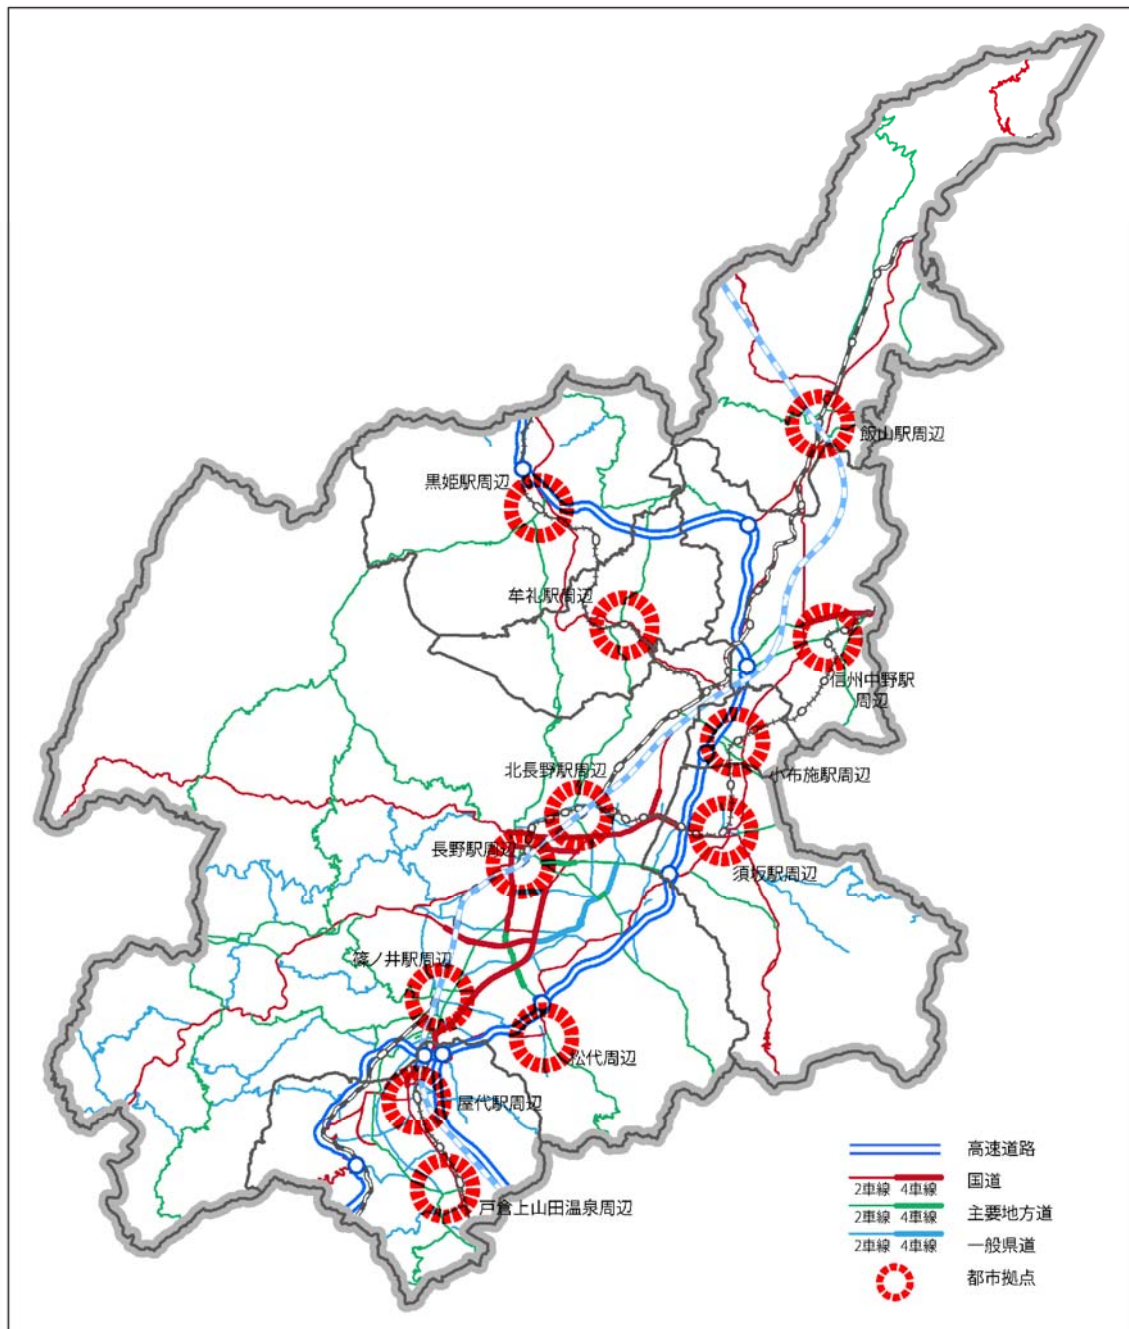 飯山駅周辺
黒姫駅周辺
牟礼駅周辺
信州中野駅
周辺
小布施駅周辺
北長野駅周辺
長野駅周辺
須坂駅周辺
篠ノ井駅周辺
松代周辺
屋代駅周辺
戸倉上山田温泉周辺
高速道路
2車線 4車線 国道
2車線 4車線 主要地方道
2車線 4車線 一般県道
都市拠点